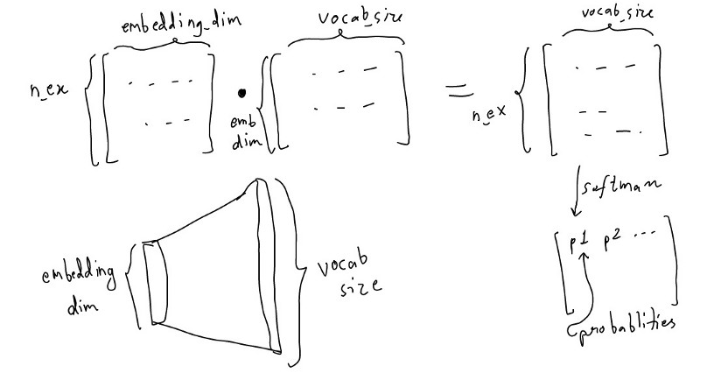 embedding_dim
vocab_size
vocab_size
n_ex
•
emb
dim
=
n_ex
softmax
p1 p2 ...
embedding
dim
vocab
size
probablities